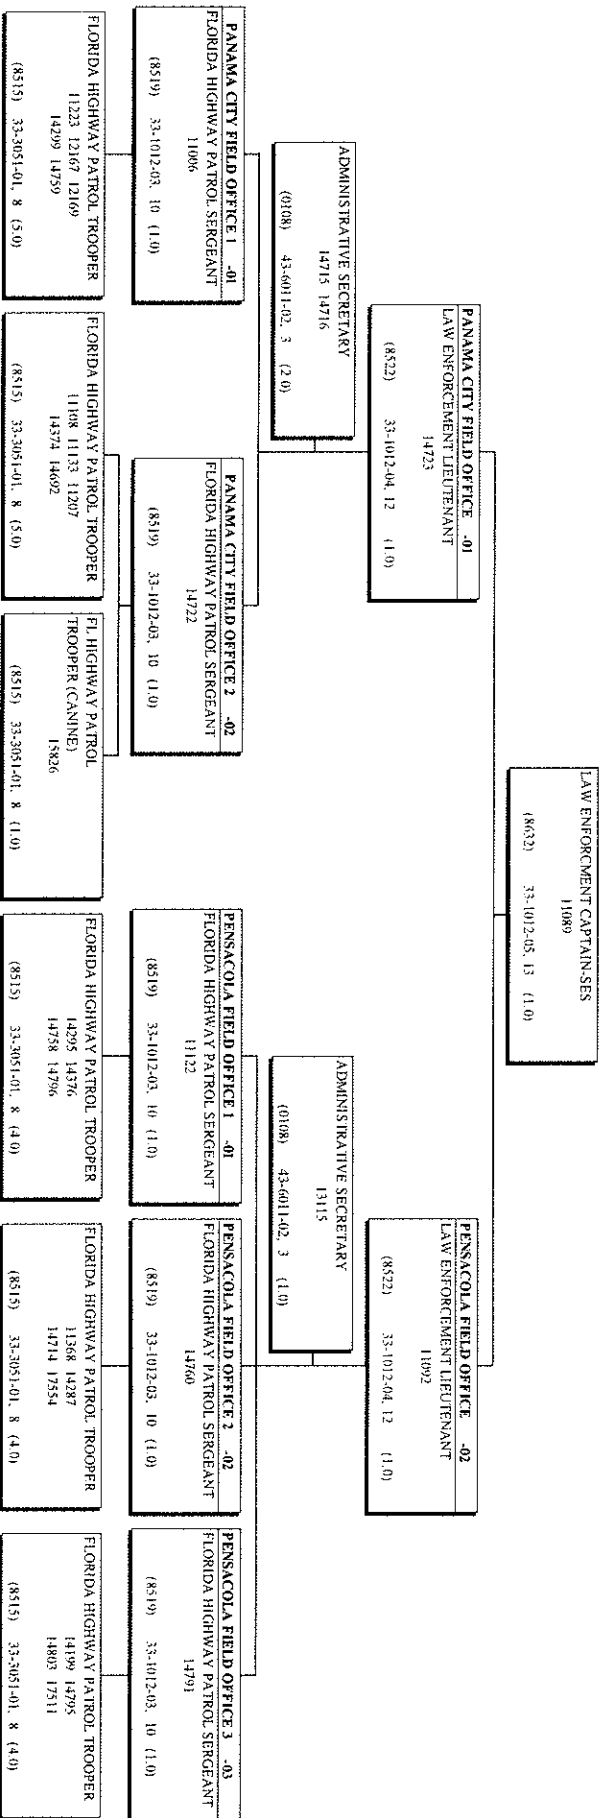 LAW ENFORCMENT CAPTAIN-SES
11089
(8632) 33-1012-05, 13 (1.0)
PANAMA CITY FIELD OFFICE -01
LAW ENFORCEMENT LIEUTENANT
14723
(8522) 33-1012-04, 12 (1.0)
PENSACOLA FIELD OFFICE -02
LAW ENFORCEMENT LIEUTENANT
11092
(8522) 33-1012-04, 12 (1.0)
ADMINISTRATIVE SECRETARY
14715 14716
(0108) 43-6011-02, 3 (2.0)
ADMINISTRATIVE SECRETARY
13115
(0108) 43-6011-02, 3 (1.0)
PANAMA CITY FIELD OFFICE 1 -01
FLORIDA HIGHWAY PATROL SERGEANT
11006
(8519) 33-1012-03, 10 (1.0)
PANAMA CITY FIELD OFFICE 2 -02
FLORIDA HIGHWAY PATROL SERGEANT
14722
(8519) 33-1012-03, 10 (1.0)
PENSACOLA FIELD OFFICE 1 -01
FLORIDA HIGHWAY PATROL SERGEANT
11122
(8519) 33-1012-03, 10 (1.0)
PENSACOLA FIELD OFFICE 2 -02
FLORIDA HIGHWAY PATROL SERGEANT
14760
(8519) 33-1012-03, 10 (1.0)
PENSACOLA FIELD OFFICE 3 -03
FLORIDA HIGHWAY PATROL SERGEANT
14791
(8519) 33-1012-03, 10 (1.0)
FLORIDA HIGHWAY PATROL TROOPER
11223 12167 12169
14299 14759
(8515) 33-3051-01, 8 (5.0)
FLORIDA HIGHWAY PATROL TROOPER
11108 11133 11207
14374 14692
(8515) 33-3051-01, 8 (5.0)
FL HIGHWAY PATROL
TROOPER (CANINE)
15826
(8515) 33-3051-01, 8 (1.0)
FLORIDA HIGHWAY PATROL TROOPER
14295 14376
14758 14796
(8515) 33-3051-01, 8 (4.0)
FLORIDA HIGHWAY PATROL TROOPER
11368 14287
14714 17554
(8515) 33-3051-01, 8 (4.0)
FLORIDA HIGHWAY PATROL TROOPER
14199 14795
14803 17511
(8515) 33-3051-01, 8 (4.0)